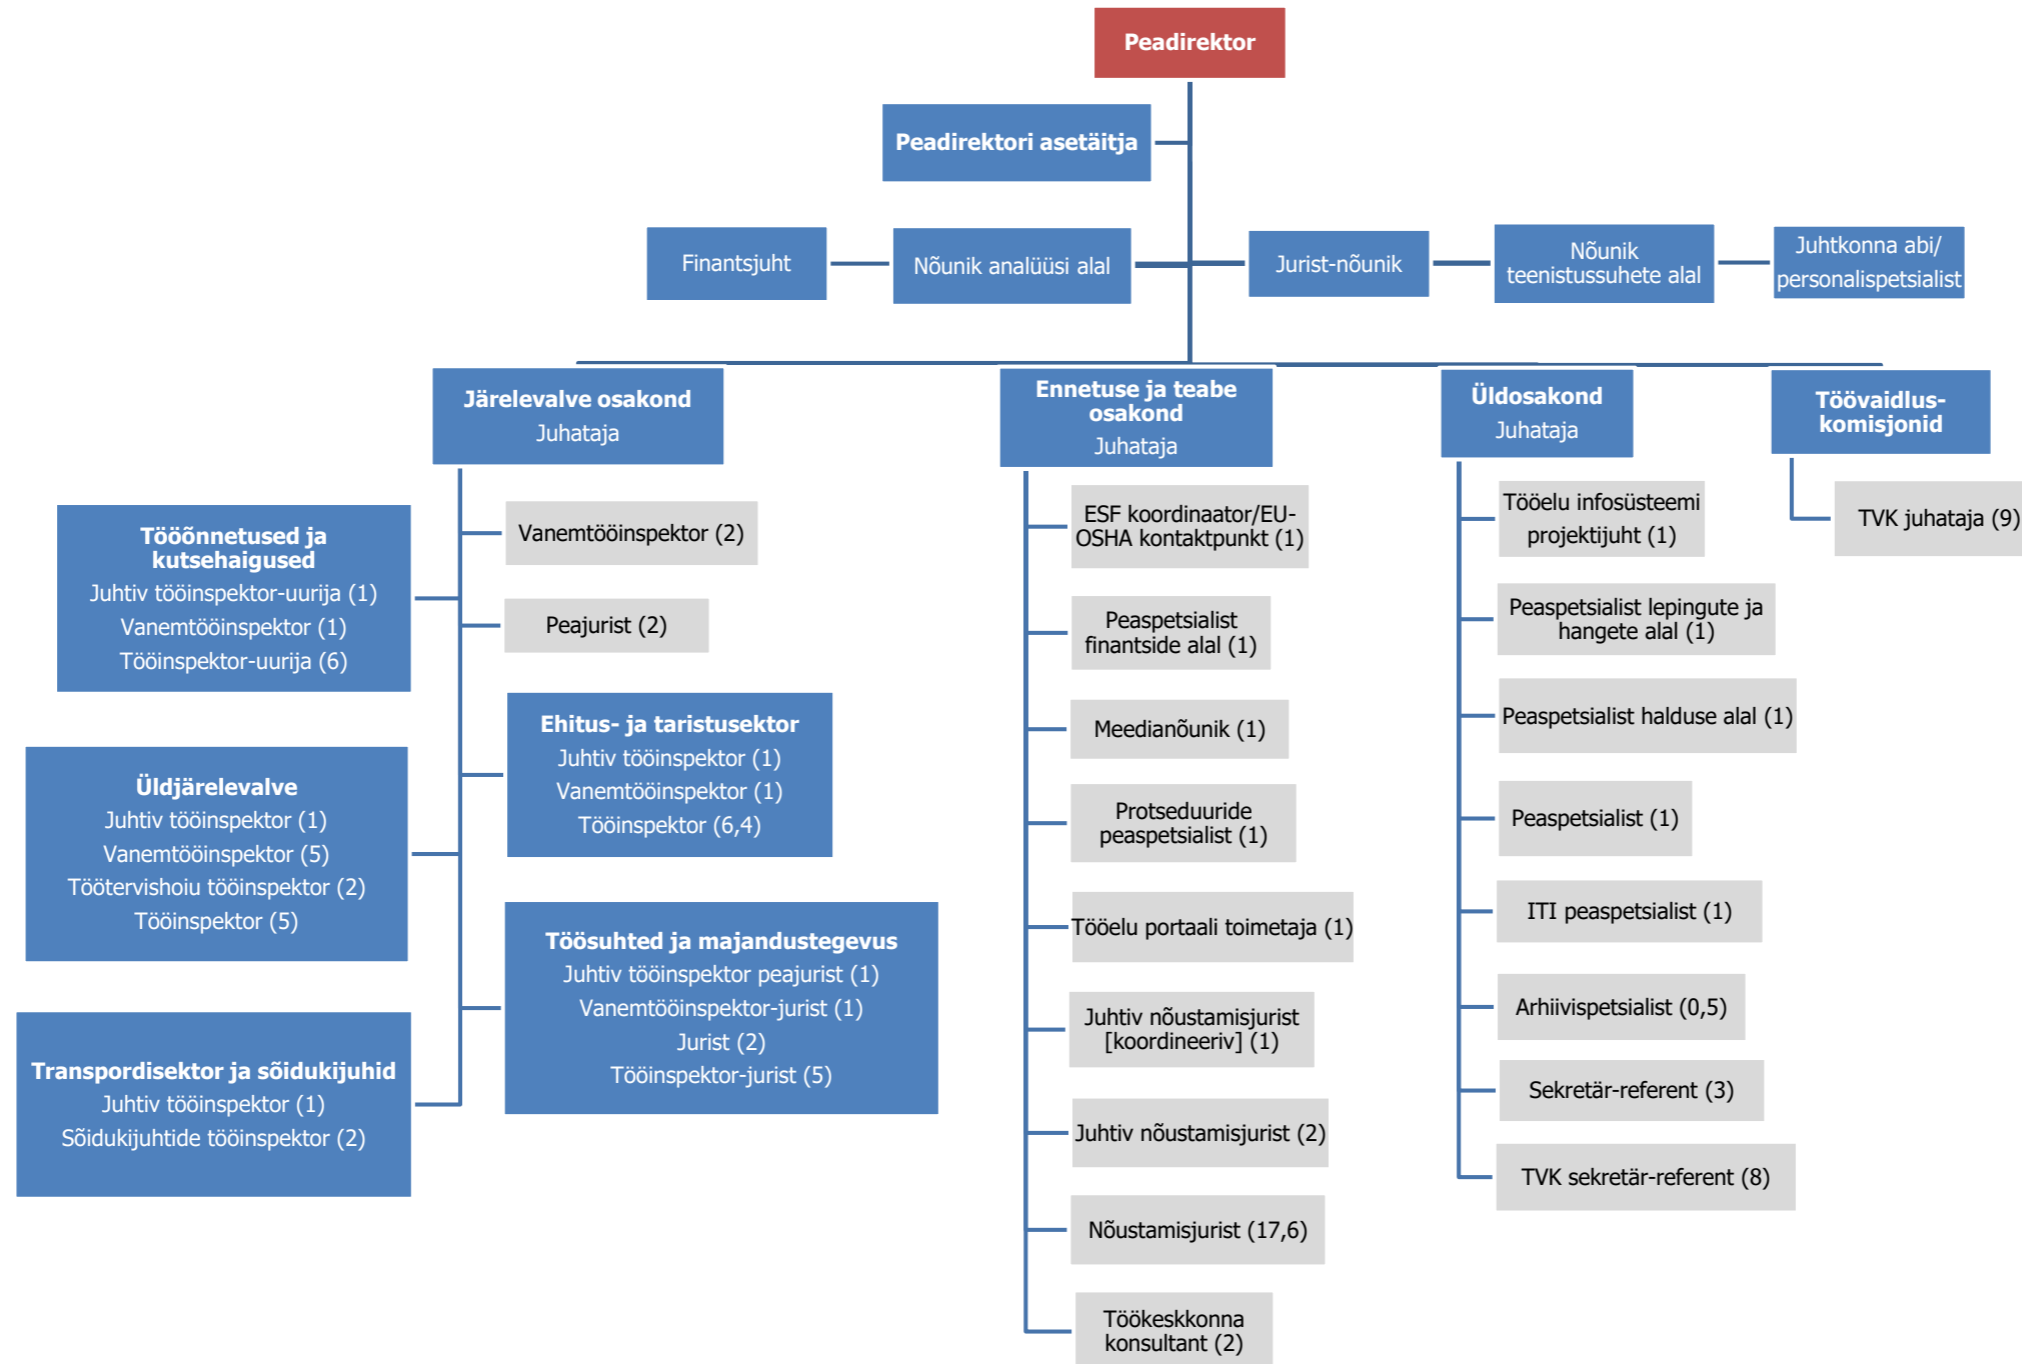 Peadirektor
Peadirektori asetäitja
Finantsjuht
Nõunik analüüsi alal
Jurist-nõunik
Nõunik
teenistussuhete alal
Juhtkonna abi/
personalispetsialist
Järelevalve osakond
Juhataja
Tööõnnetused ja
kutsehaigused
Juhtiv tööinspektor-uurija (1)
Vanemtööinspektor (1)
Tööinspektor-uurija (6)
Vanemtööinspektor (2)
Peajurist (2)
Üldjärelevalve
Juhtiv tööinspektor (1)
Vanemtööinspektor (5)
Töötervishoiu tööinspektor (2)
Tööinspektor (5)
Ehitus- ja taristusektor
Juhtiv tööinspektor (1)
Vanemtööinspektor (1)
Tööinspektor (6,4)
Transpordisektor ja sõidukijuhid
Juhtiv tööinspektor (1)
Sõidukijuhtide tööinspektor (2)
Töösuhted ja majandustegevus
Juhtiv tööinspektor peajurist (1)
Vanemtööinspektor-jurist (1)
Jurist (2)
Tööinspektor-jurist (5)
Ennetuse ja teabe
osakond
Juhataja
ESF koordinaator/EU-
OSHA kontaktpunkt (1)
Peaspetsialist
finantside alal (1)
Meedianõunik (1)
Protseduuride
peaspetsialist (1)
Tööelu portaali toimetaja (1)
Juhtiv nõustamisjurist
[koordineeriv] (1)
Juhtiv nõustamisjurist (2)
Nõustamisjurist (17,6)
Töökeskkonna
konsultant (2)
Üldosakond
Juhataja
Tööelu infosüsteemi
projektijuht (1)
Peaspetsialist lepingute ja
hangete alal (1)
Peaspetsialist halduse alal (1)
Peaspetsialist (1)
ITI peaspetsialist (1)
Arhiivispetsialist (0,5)
Sekretär-referent (3)
TVK sekretär-referent (8)
Töövaidlus-
komisjonid
TVK juhataja (9)